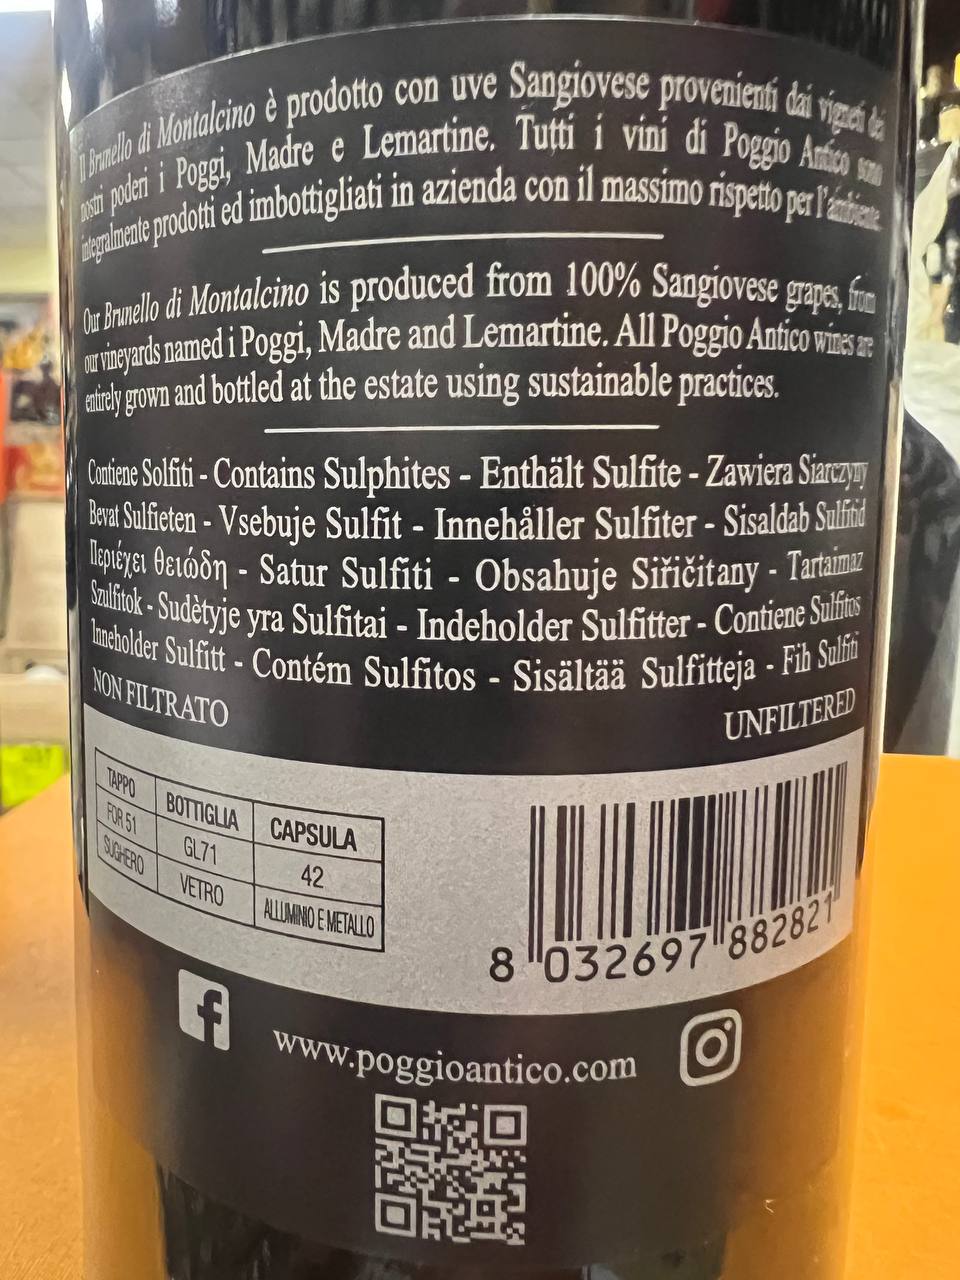 Il Brunello di Montalcino è prodotto con uve Sangiovese provenienti dai vigneti dei
nostri poderi i Poggi, Madre e Lemartine. Tutti i vini di Poggio Antico sono
integralmente prodotti ed imbottigliati in azienda con il massimo rispetto per l'ambiente.
Our Brunello di Montalcino is produced from 100% Sangiovese grapes, from
our vineyards named i Poggi, Madre and Lemartine. All Poggio Antico wines are
entirely grown and bottled at the estate using sustainable practices.
Contiene Solfiti - Contains Sulphites - Enthält Sulfite - Zawiera Siarczyny
Bevat Sulfieten - Vsebuje Sulfit - Innehåller Sulfiter - Sisaldab Sulfitid
Περιέχει θειώδη - Satur Sulfiti - Obsahuje Siřičitany - Tartaimaz
Szulfitok - Sudètyje yra Sulfitai - Indeholder Sulfitter - Contiene Sulfitos
Inneholder Sulfitt - Contém Sulfitos - Sisältää Sulfitteja - Fih Sulfiti
NON FILTRATO UNFILTERED
TAPPO BOTTIGLIA CAPSULA
FOR 51 GL71 42
SUGHERO VETRO ALLUMINIO E METALLO
8 032697 882821
www.poggioantico.com